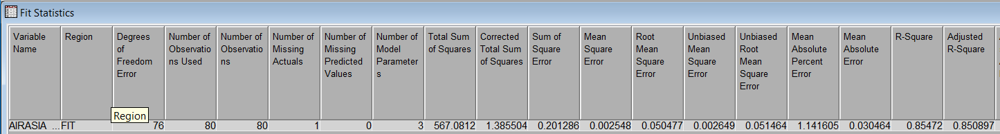 Fit Statistics
Variable Name Region Degrees of Freedom Error Number of Observatio ns Used Number of Observatio ns Number of Missing Actuals Number of Missing Predicted Values Number of Model Parameter s Total Sum of Squares Corrected Total Sum of Squares Sum of Square Error Mean Square Error Root Mean Square Error Unbiased Mean Square Error Unbiased Root Mean Square Error Mean Absolute Percent Error Mean Absolute Error R-Square Adjusted R-Square
Region
AIRASIA ... FIT 76 80 80 1 0 3 567.0812 1.385504 0.201286 0.002548 0.050477 0.002649 0.051464 1.141605 0.030464 0.85472 0.850897